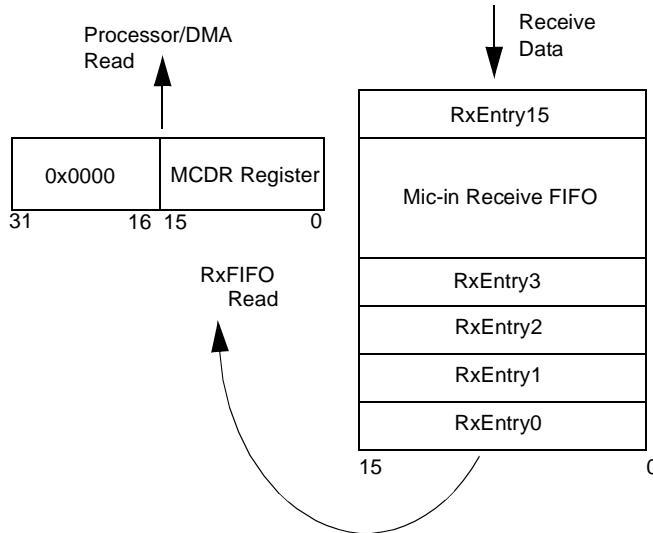 Processor/DMA
Read
Receive
Data
0x0000
MCDR Register
31
16
15
0
RxFIFO
Read
RxEntry15
Mic-in Receive FIFO
RxEntry3
RxEntry2
RxEntry1
RxEntry0
15
0